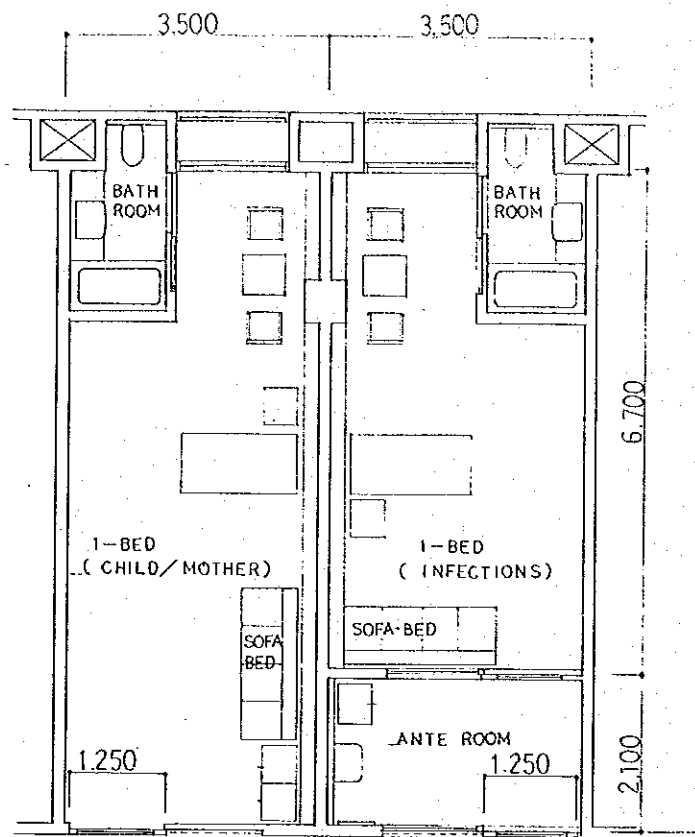 3.500
3.500
BATH
ROOM
BATH
ROOM
6.700
1-BED
( CHILD/MOTHER)
1-BED
( INFECTIONS)
SOFA
BED
SOFA-BED
ANTE ROOM
1.250
1.250
2.100